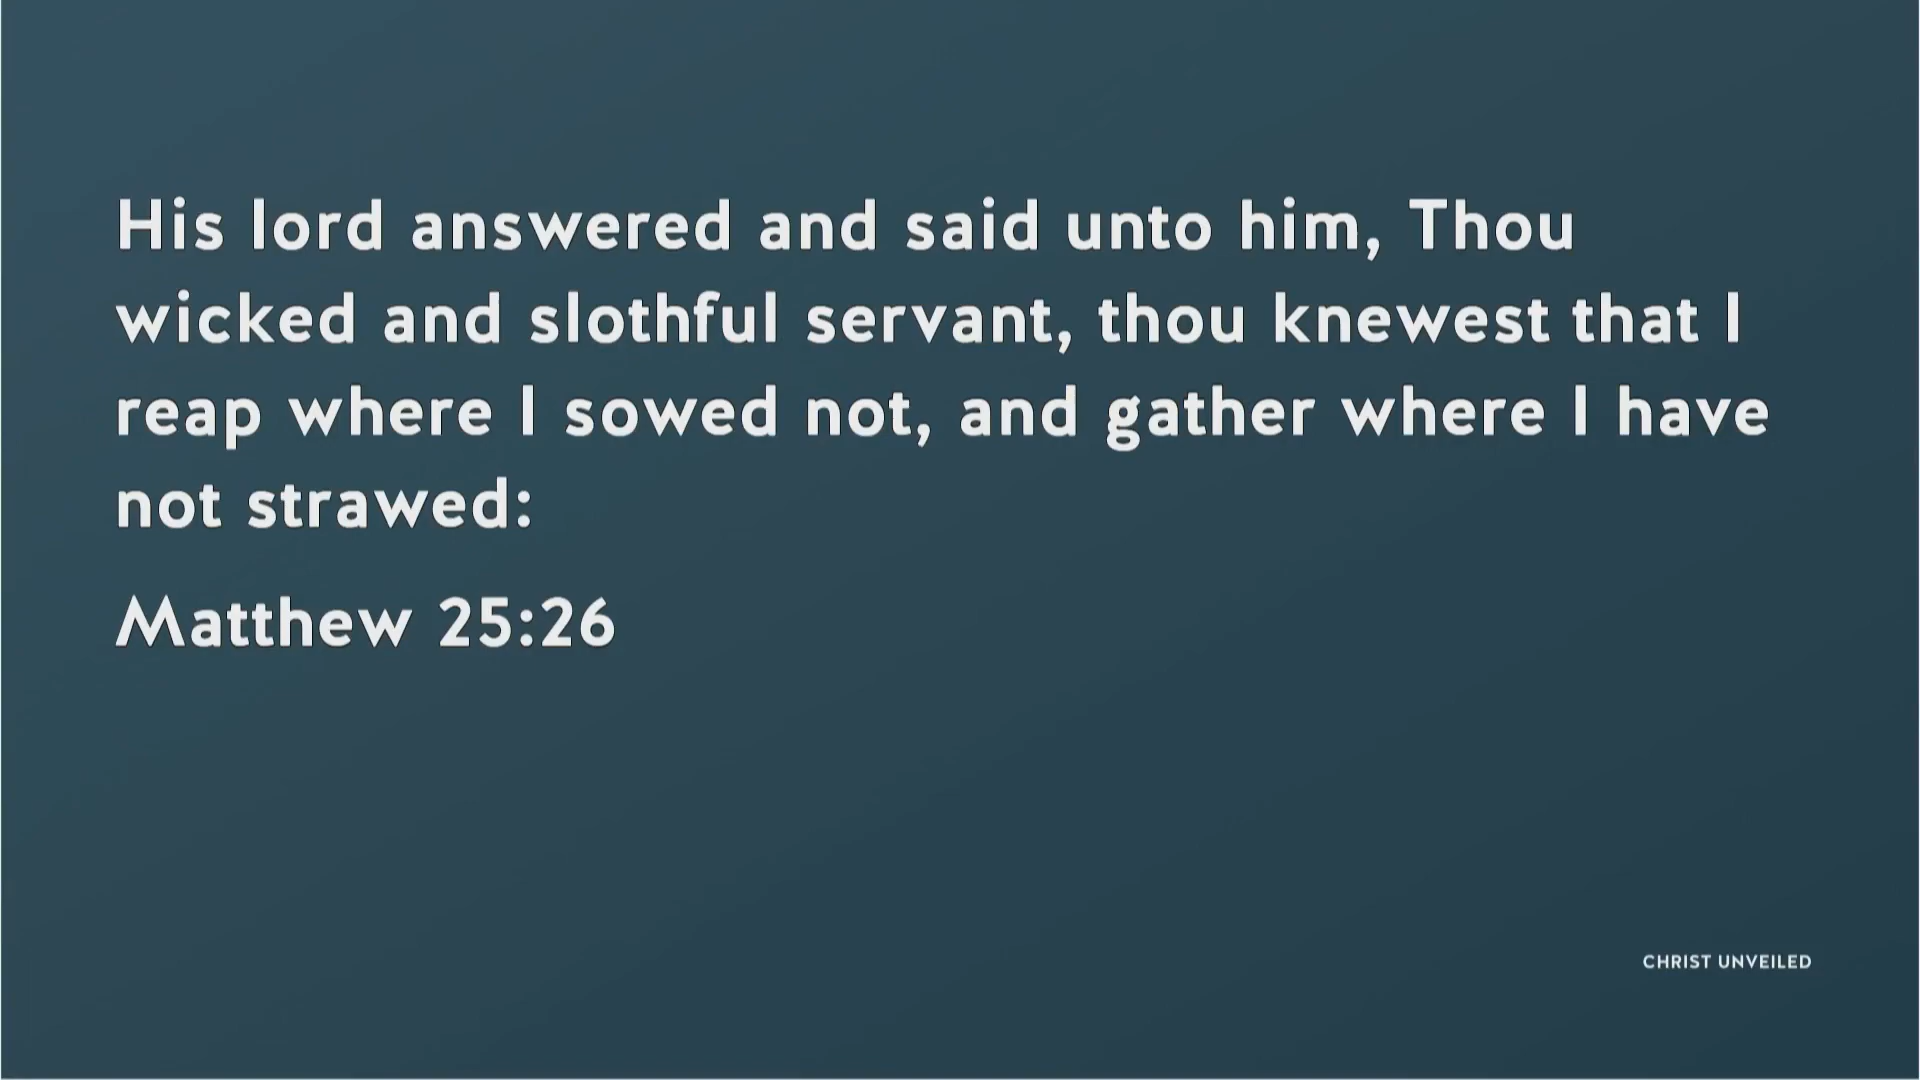 His lord answered and said unto him, Thou
wicked and slothful servant, thou knewest that I
reap where I sowed not, and gather where I have
not strawed:
Matthew 25:26
CHRIST UNVEILED